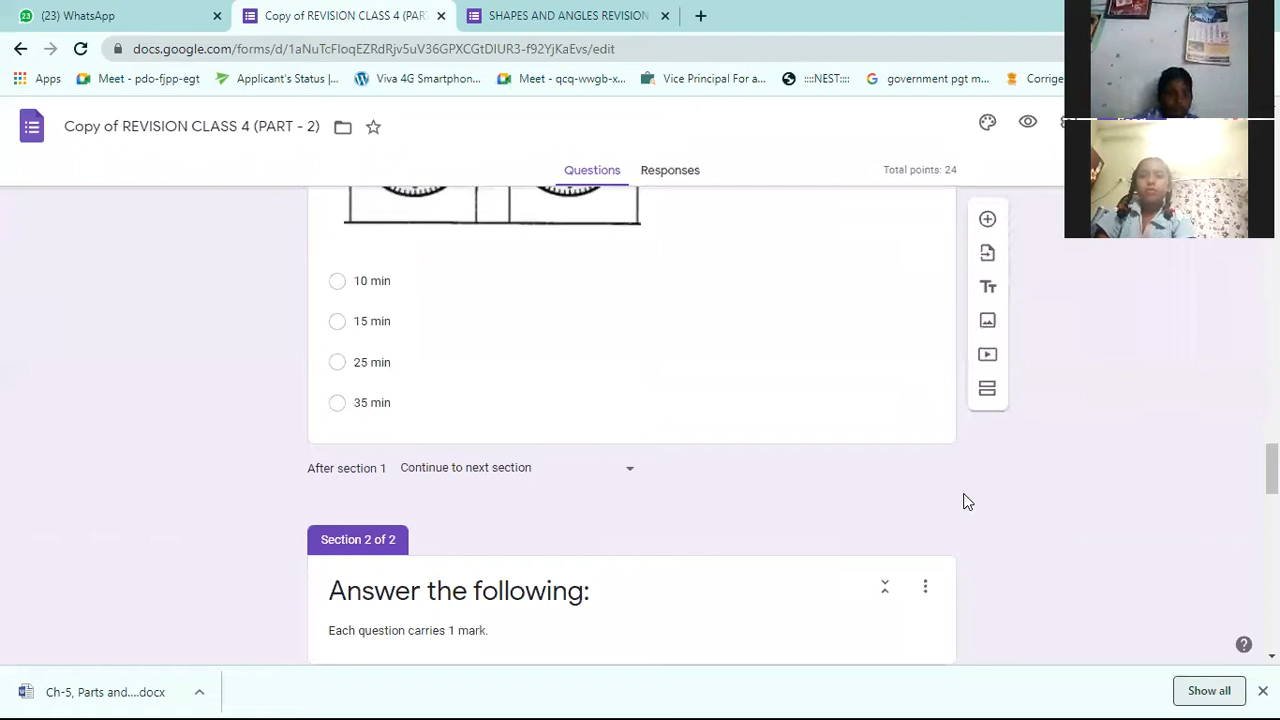 (23) WhatsApp
Copy of REVISION CLASS 4 (PAR
SHAPES AND ANGLES REVISION
docs.google.com/forms/d/1aNuTcFIoqEZRdRjv5uV36GPXCGtDIUR3-f92YjKaEvs/edit
Apps
Meet - pdo-fjpp-egt
Applicant's Status |...
Viva 4G Smartphon...
Meet - qcq-wwgb-x...
Vice Principal For a...
::::NEST::::
government pgt m...
Corrige
Copy of REVISION CLASS 4 (PART - 2)
Questions
Responses
Total points: 24
10 min
15 min
25 min
35 min
After section 1
Continue to next section
Section 2 of 2
Answer the following:
Each question carries 1 mark.
Ch-5, Parts and....docx
Show all